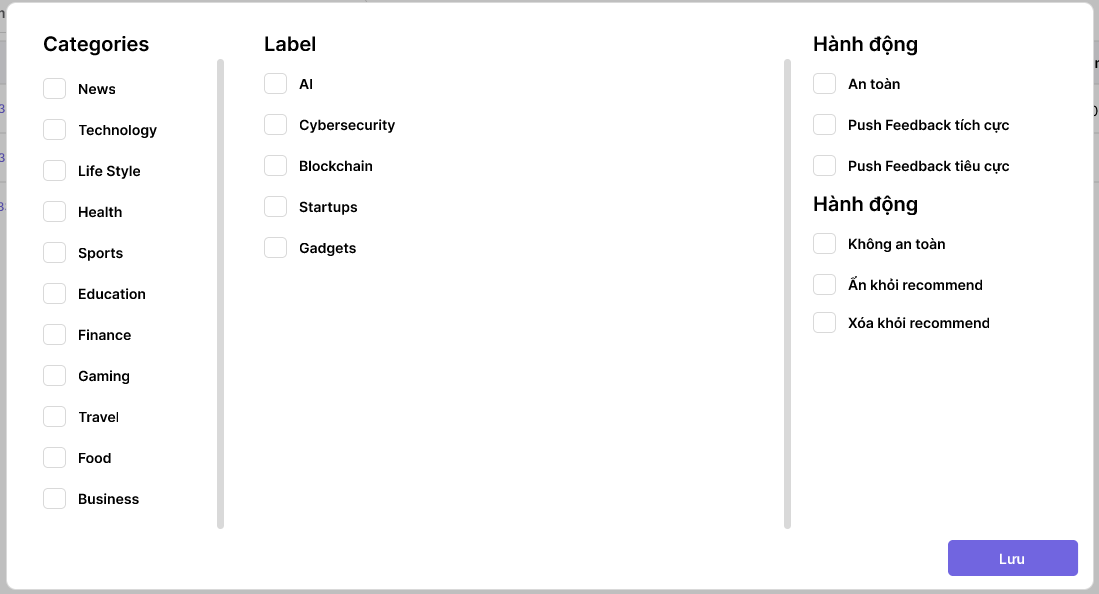 Categories
News
Technology
Life Style
Health
Sports
Education
Finance
Gaming
Travel
Food
Business
Label
AI
Cybersecurity
Blockchain
Startups
Gadgets
Hành động
An toàn
Push Feedback tích cực
Push Feedback tiêu cực
Hành động
Không an toàn
Ẩn khỏi recommend
Xóa khỏi recommend
Lưu